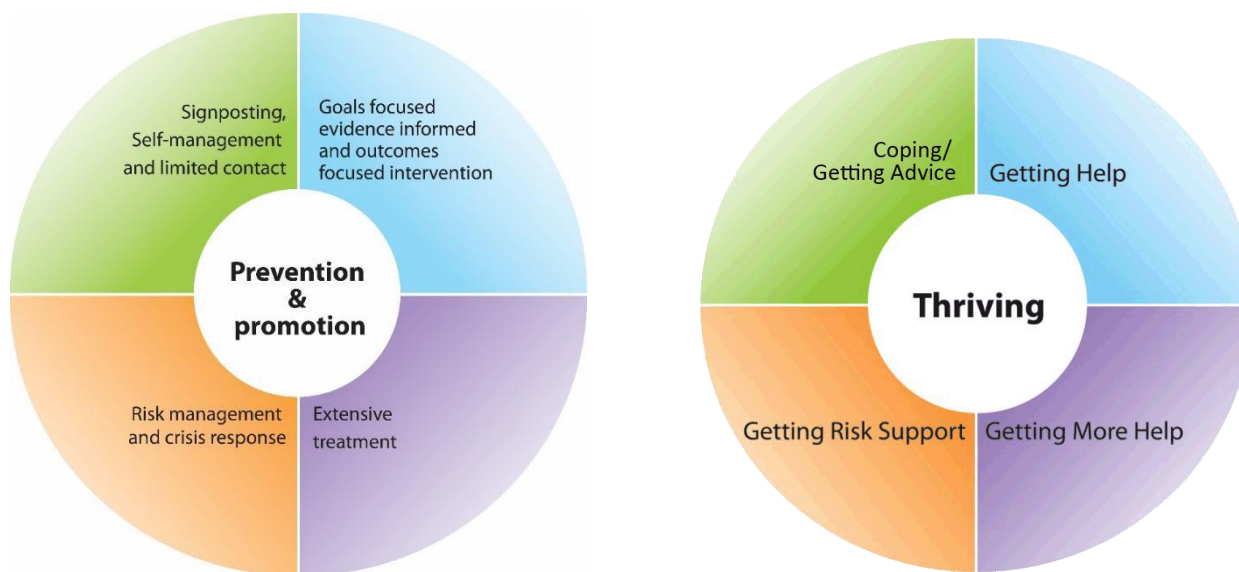 Signposting,
Self-management
and limited contact
Goals focused
evidence informed
and outcomes
focused intervention
Prevention
&
promotion
Risk management
and crisis response
Extensive
treatment
Coping/
Getting Advice
Getting Help
Thriving
Getting Risk Support
Getting More Help